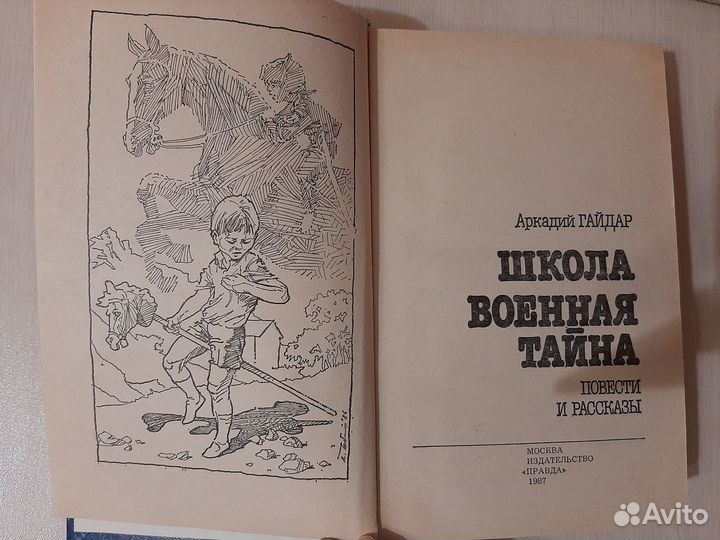 Аркадий ГАЙДАР
ШКОЛА
ВОЕННАЯ
ТАЙНА
ПОВЕСТИ
И РАССКАЗЫ
МОСКВА
ИЗДАТЕЛЬСТВО
«ПРАВДА»
1987
Avito